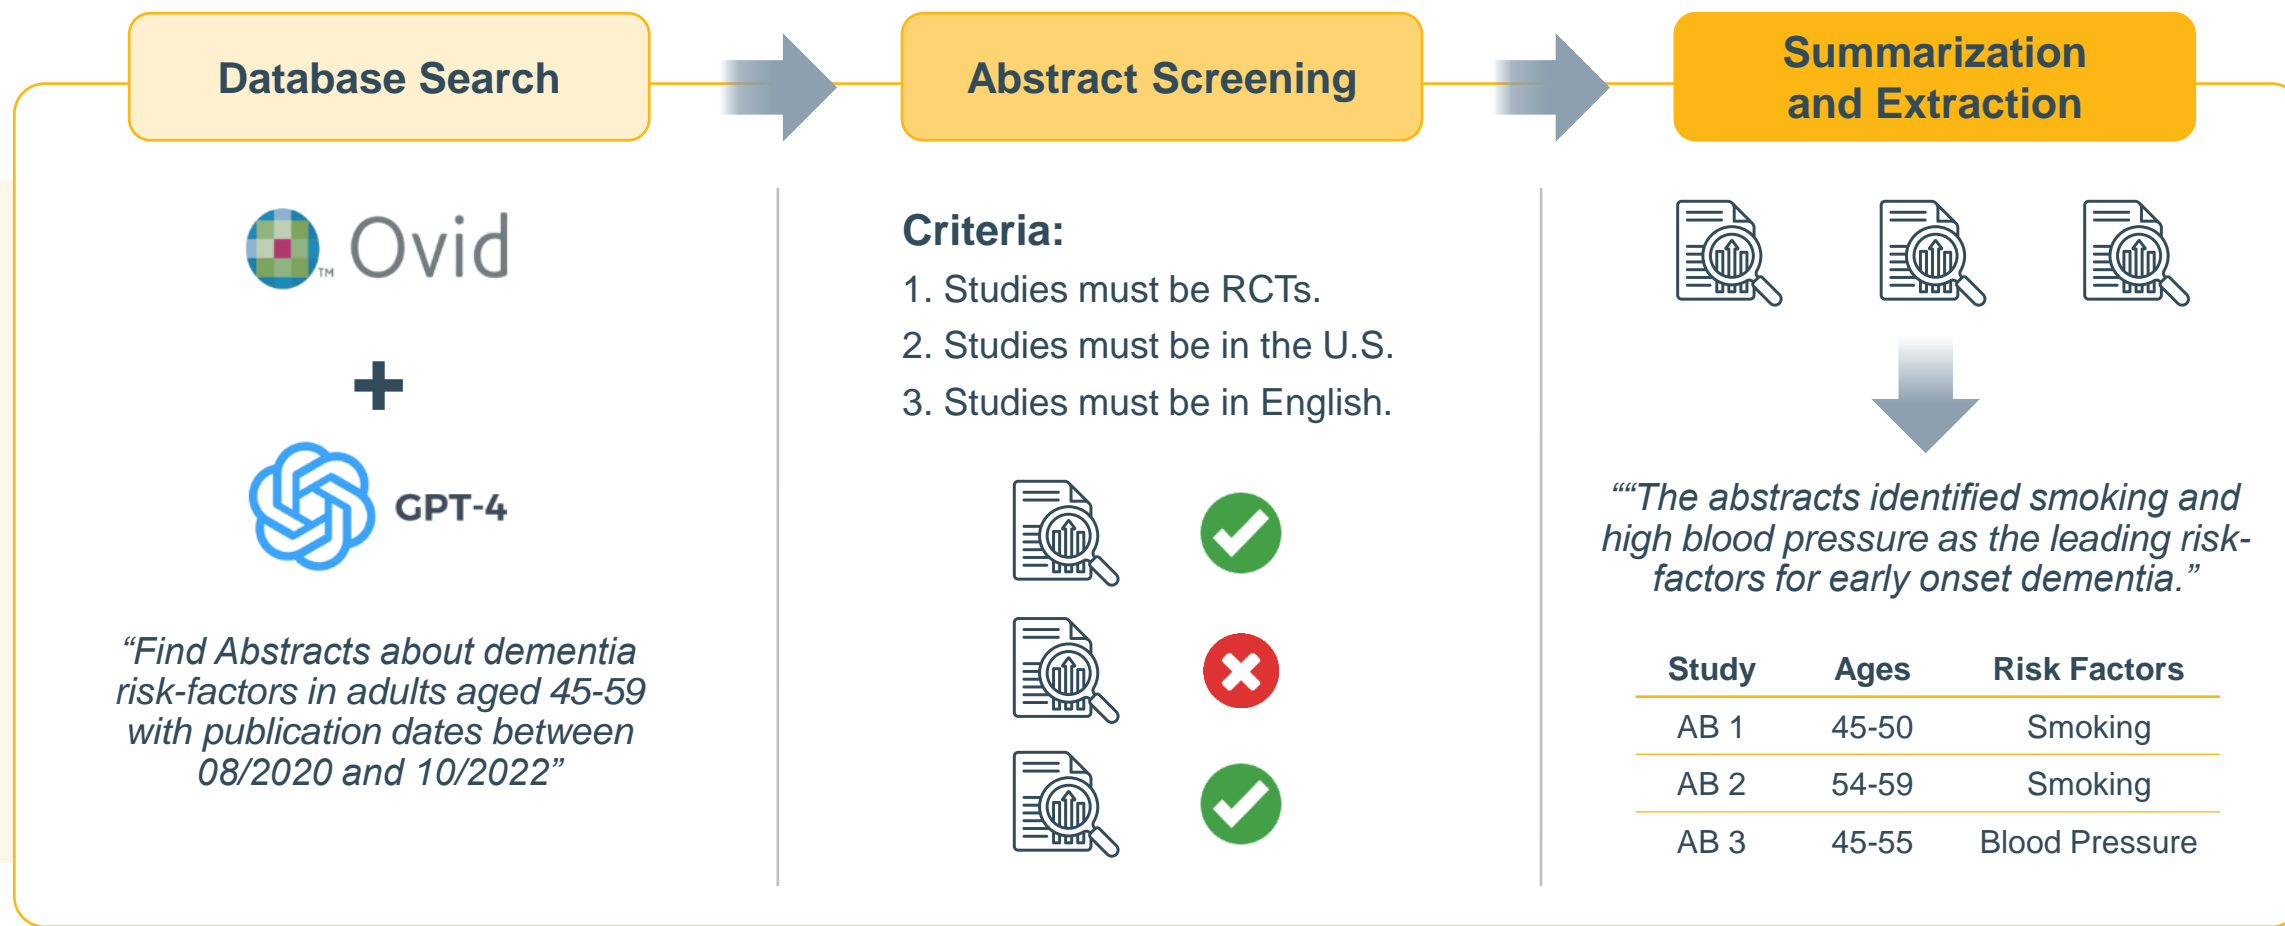 Database Search
Abstract Screening
Summarization
and Extraction
Ovid
TM
+
GPT-4
“Find Abstracts about dementia
risk-factors in adults aged 45-59
with publication dates between
08/2020 and 10/2022”
Criteria:
1. Studies must be RCTs.
2. Studies must be in the U.S.
3. Studies must be in English.
““The abstracts identified smoking and
high blood pressure as the leading risk-
factors for early onset dementia.”
Study Ages Risk Factors
AB 1 45-50 Smoking
AB 2 54-59 Smoking
AB 3 45-55 Blood Pressure